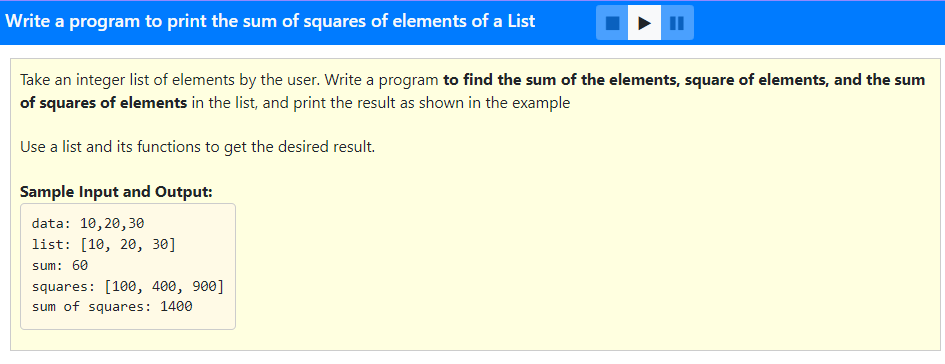 Write a program to print the sum of squares of elements of a List
Take an integer list of elements by the user. Write a program to find the sum of the elements, square of elements, and the sum
of squares of elements in the list, and print the result as shown in the example
Use a list and its functions to get the desired result.
Sample Input and Output:
data: 10,20,30
list: [10, 20, 30]
sum: 60
squares: [100, 400, 900]
sum of squares: 1400